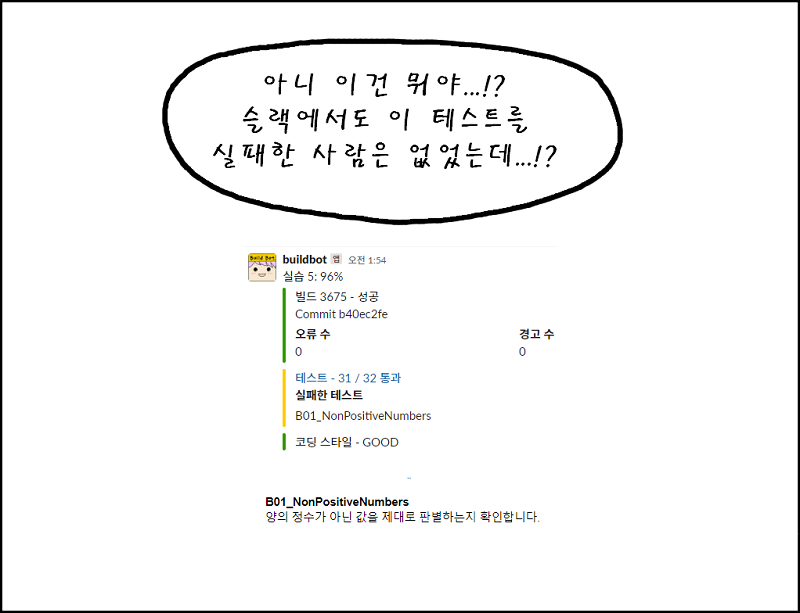 아니 이건 뭐야...!?
슬랙에서도 이 테스트를
실패한 사람은 없었는데...!?
Build Bot
buildbot 앱 오전 1:54
실습 5: 96%
빌드 3675 - 성공
Commit b40ec2fe
오류 수 경고 수
0 0
테스트 - 31 / 32 통과
실패한 테스트
B01_NonPositiveNumbers
코딩 스타일 - GOOD
B01_NonPositiveNumbers
양의 정수가 아닌 값을 제대로 판별하는지 확인합니다.